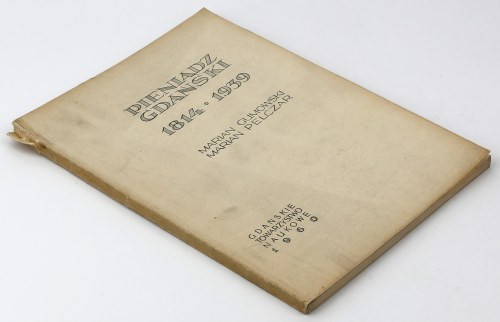 PIENIĄDZ
GDAŃSKI
1814 • 1939
MARIAN GUMOWSKI
MARIAN PELCZAR
GDAŃSKIE
TOWARZYSTWO
NAUKOWE
1960